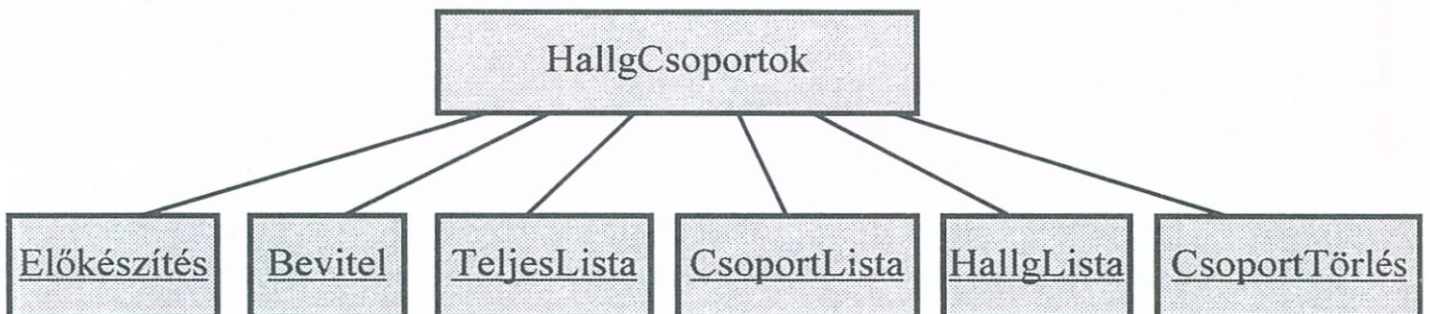 HallgCsoportok
Előkészítés
Bevitel
TeljesLista
CsoportLista
HallgLista
CsoportTörlés